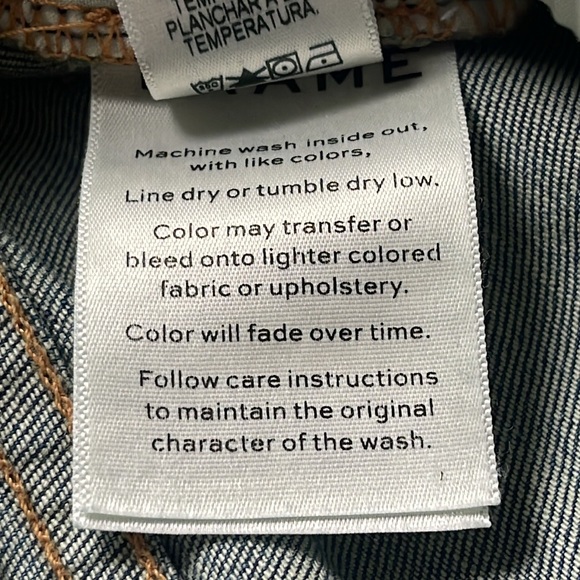 PLANCHAR A
TEMPERATURA.
AME
Machine wash inside out,
with like colors,
Line dry or tumble dry low.
Color may transfer or
bleed onto lighter colored
fabric or upholstery.
Color will fade over time.
Follow care instructions
to maintain the original
character of the wash.